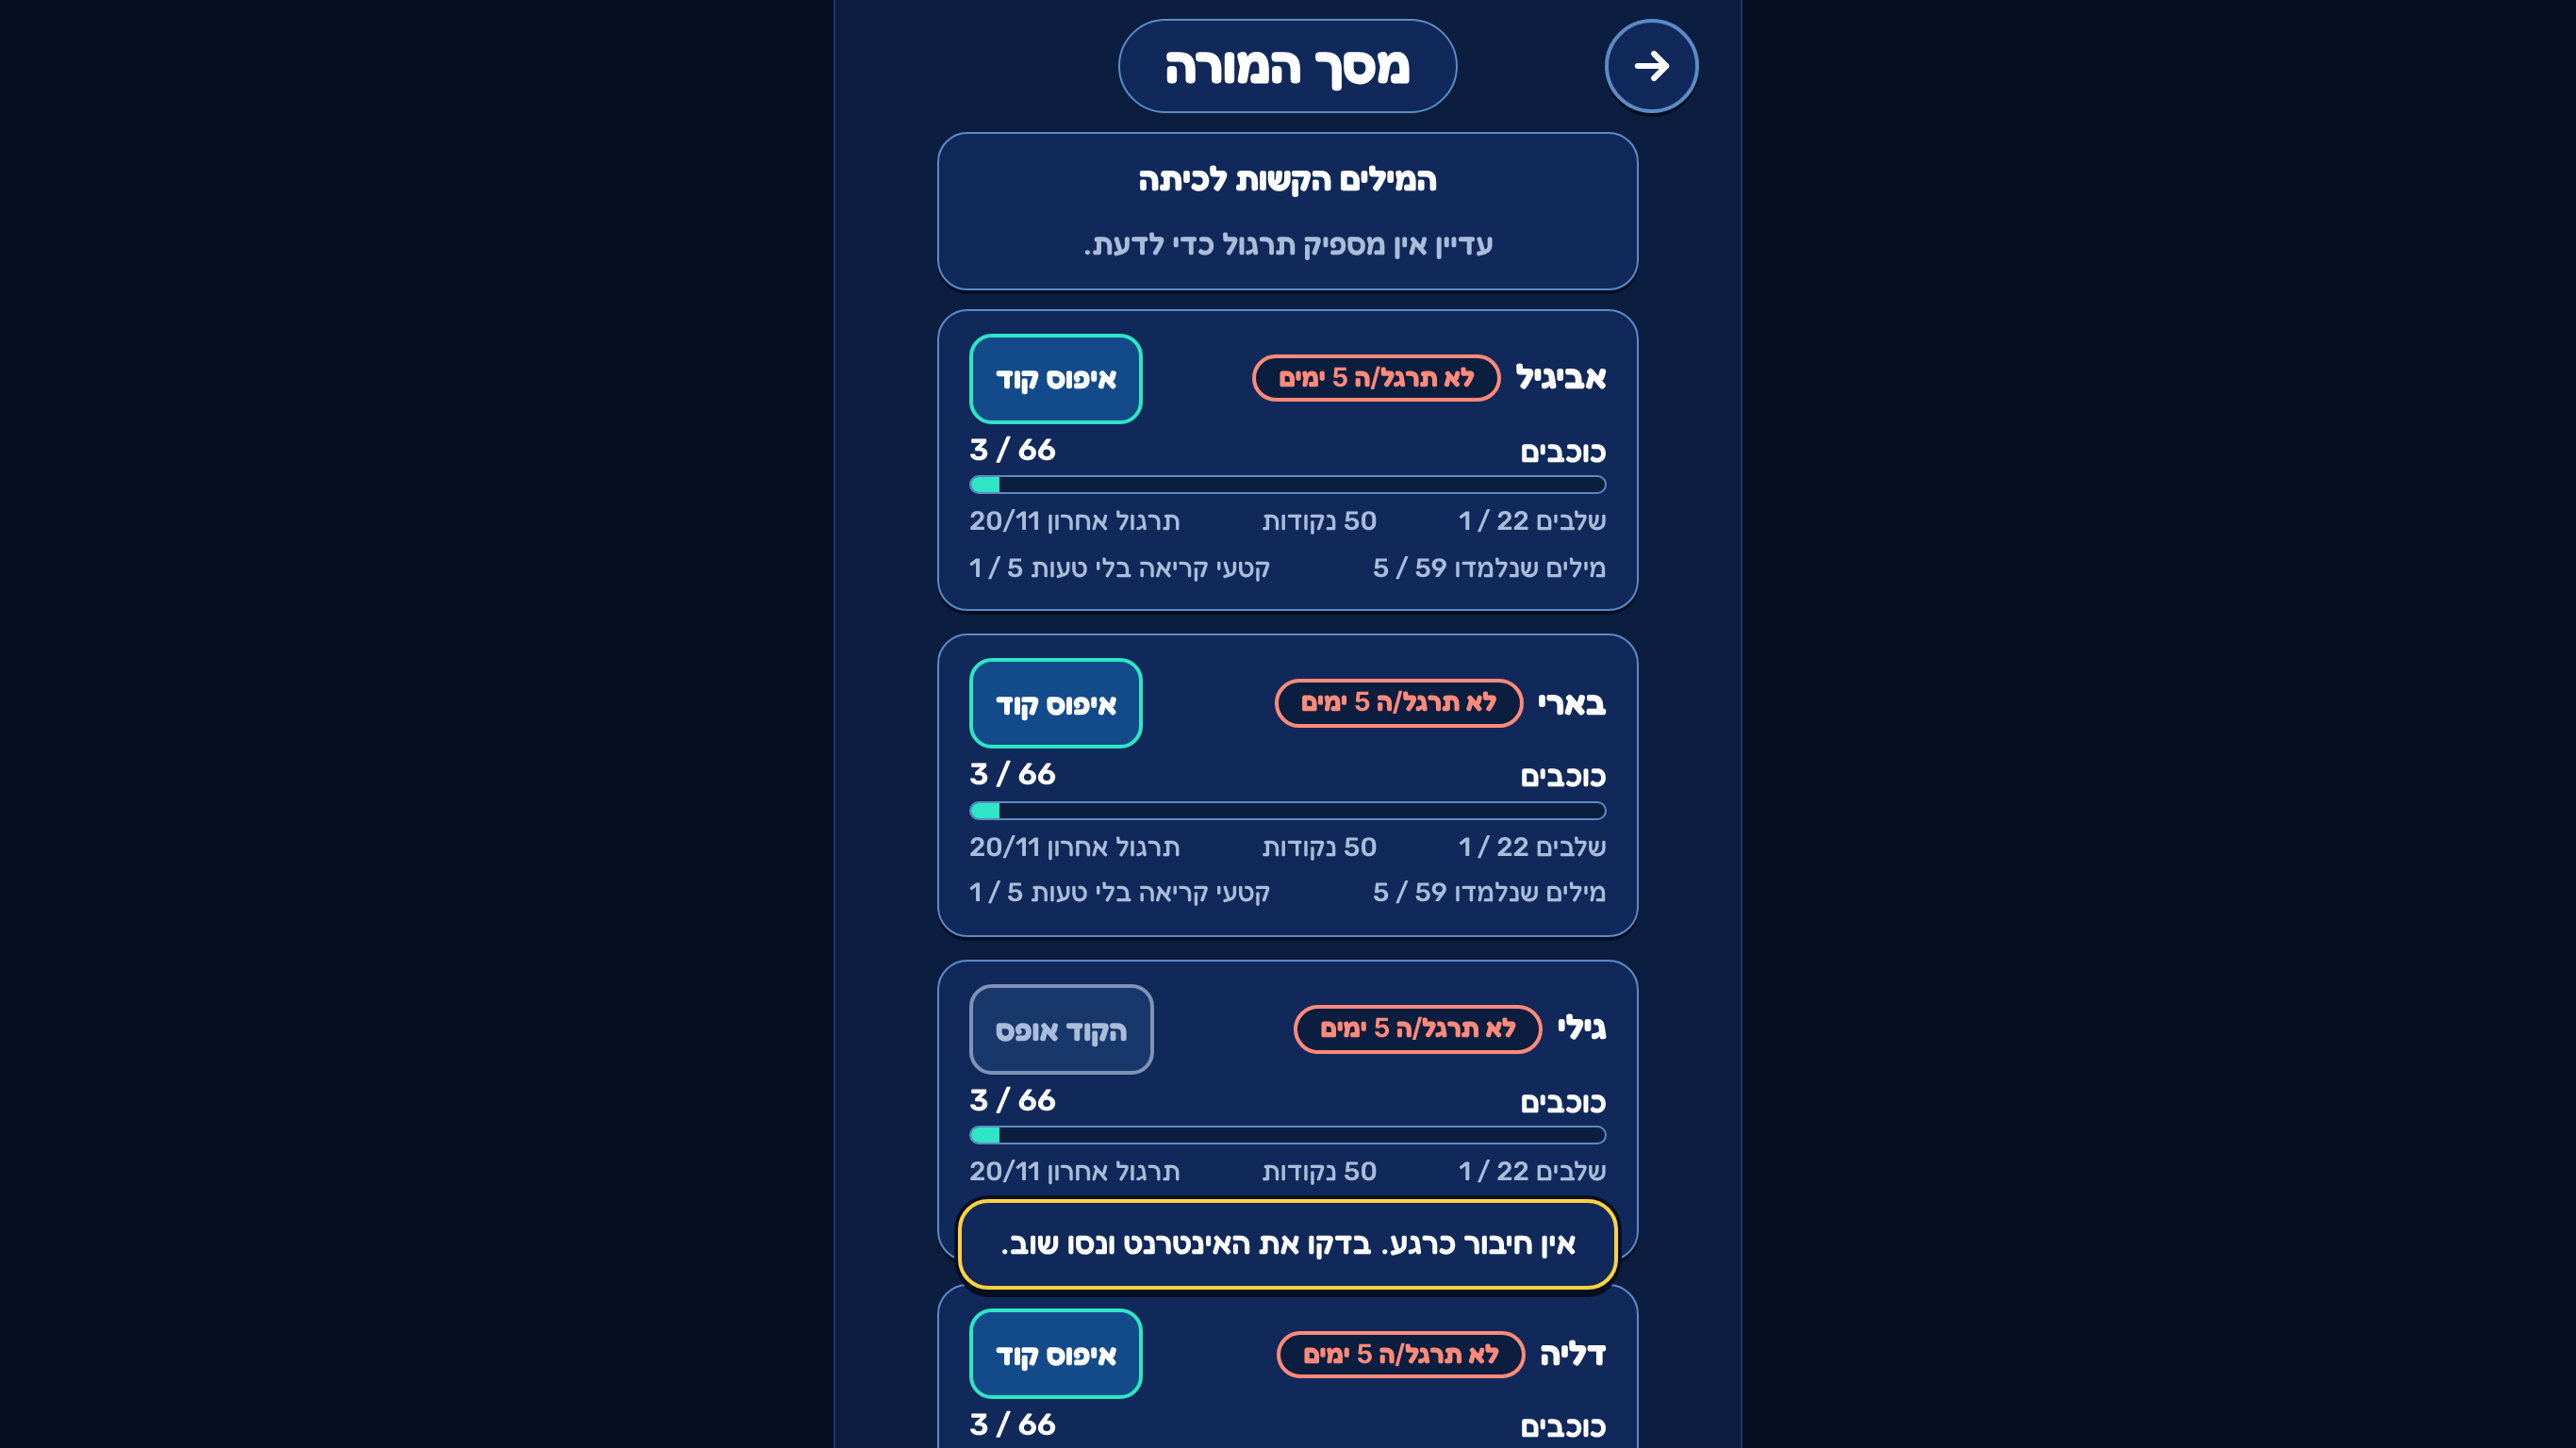 מסך המורה
המילים הקשות לכיתה
עדיין אין מספיק תרגול כדי לדעת.
אביגיל לא תרגל/ה 5 ימים איפוס קוד
כוכבים 3 / 66
שלבים 1 / 22 50 נקודות תרגול אחרון 20/11
מילים שנלמדו 5 / 59 קטעי קריאה בלי טעות 1 / 5
בארי לא תרגל/ה 5 ימים איפוס קוד
כוכבים 3 / 66
שלבים 1 / 22 50 נקודות תרגול אחרון 20/11
מילים שנלמדו 5 / 59 קטעי קריאה בלי טעות 1 / 5
גילי לא תרגל/ה 5 ימים הקוד אופס
כוכבים 3 / 66
שלבים 1 / 22 50 נקודות תרגול אחרון 20/11
אין חיבור כרגע. בדקו את האינטרנט ונסו שוב.
דליה לא תרגל/ה 5 ימים איפוס קוד
כוכבים 3 / 66